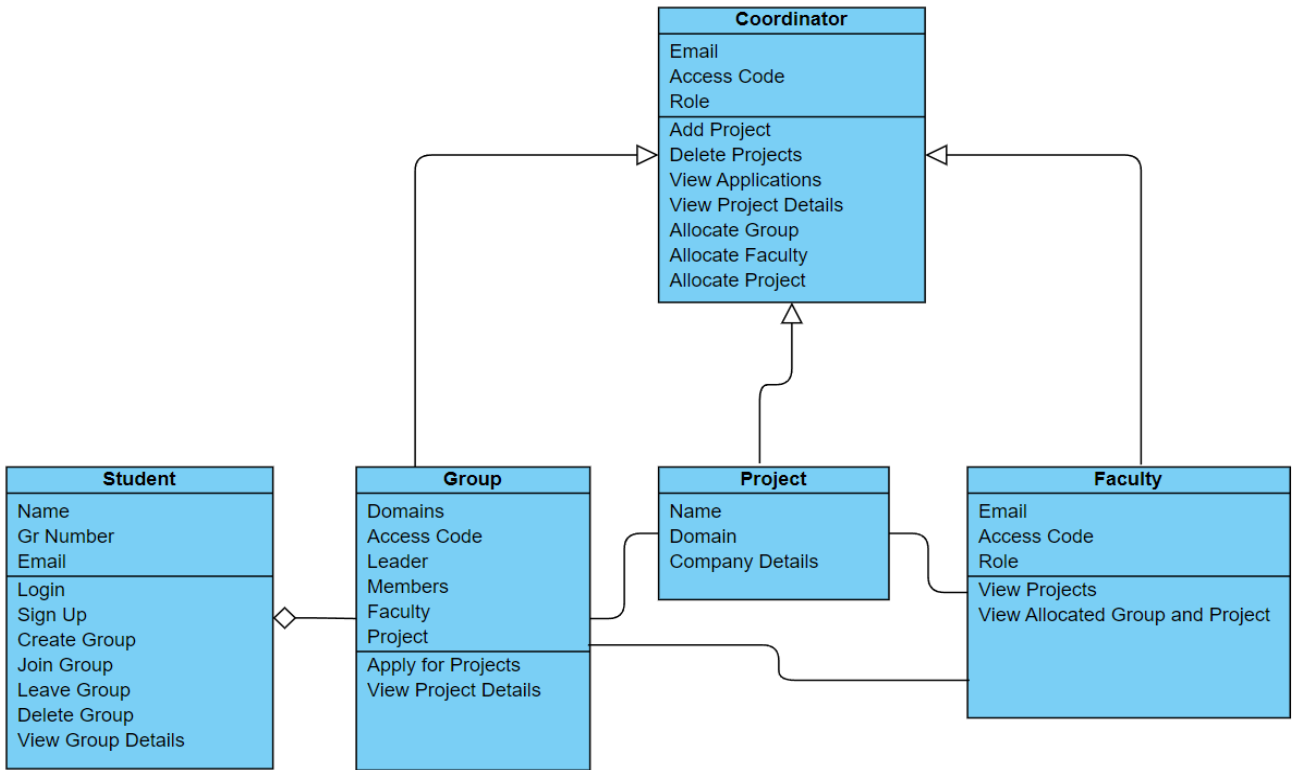 Coordinator
Email
Access Code
Role
Add Project
Delete Projects
View Applications
View Project Details
Allocate Group
Allocate Faculty
Allocate Project
Student
Name
Gr Number
Email
Login
Sign Up
Create Group
Join Group
Leave Group
Delete Group
View Group Details
Group
Domains
Access Code
Leader
Members
Faculty
Project
Apply for Projects
View Project Details
Project
Name
Domain
Company Details
Faculty
Email
Access Code
Role
View Projects
View Allocated Group and Project